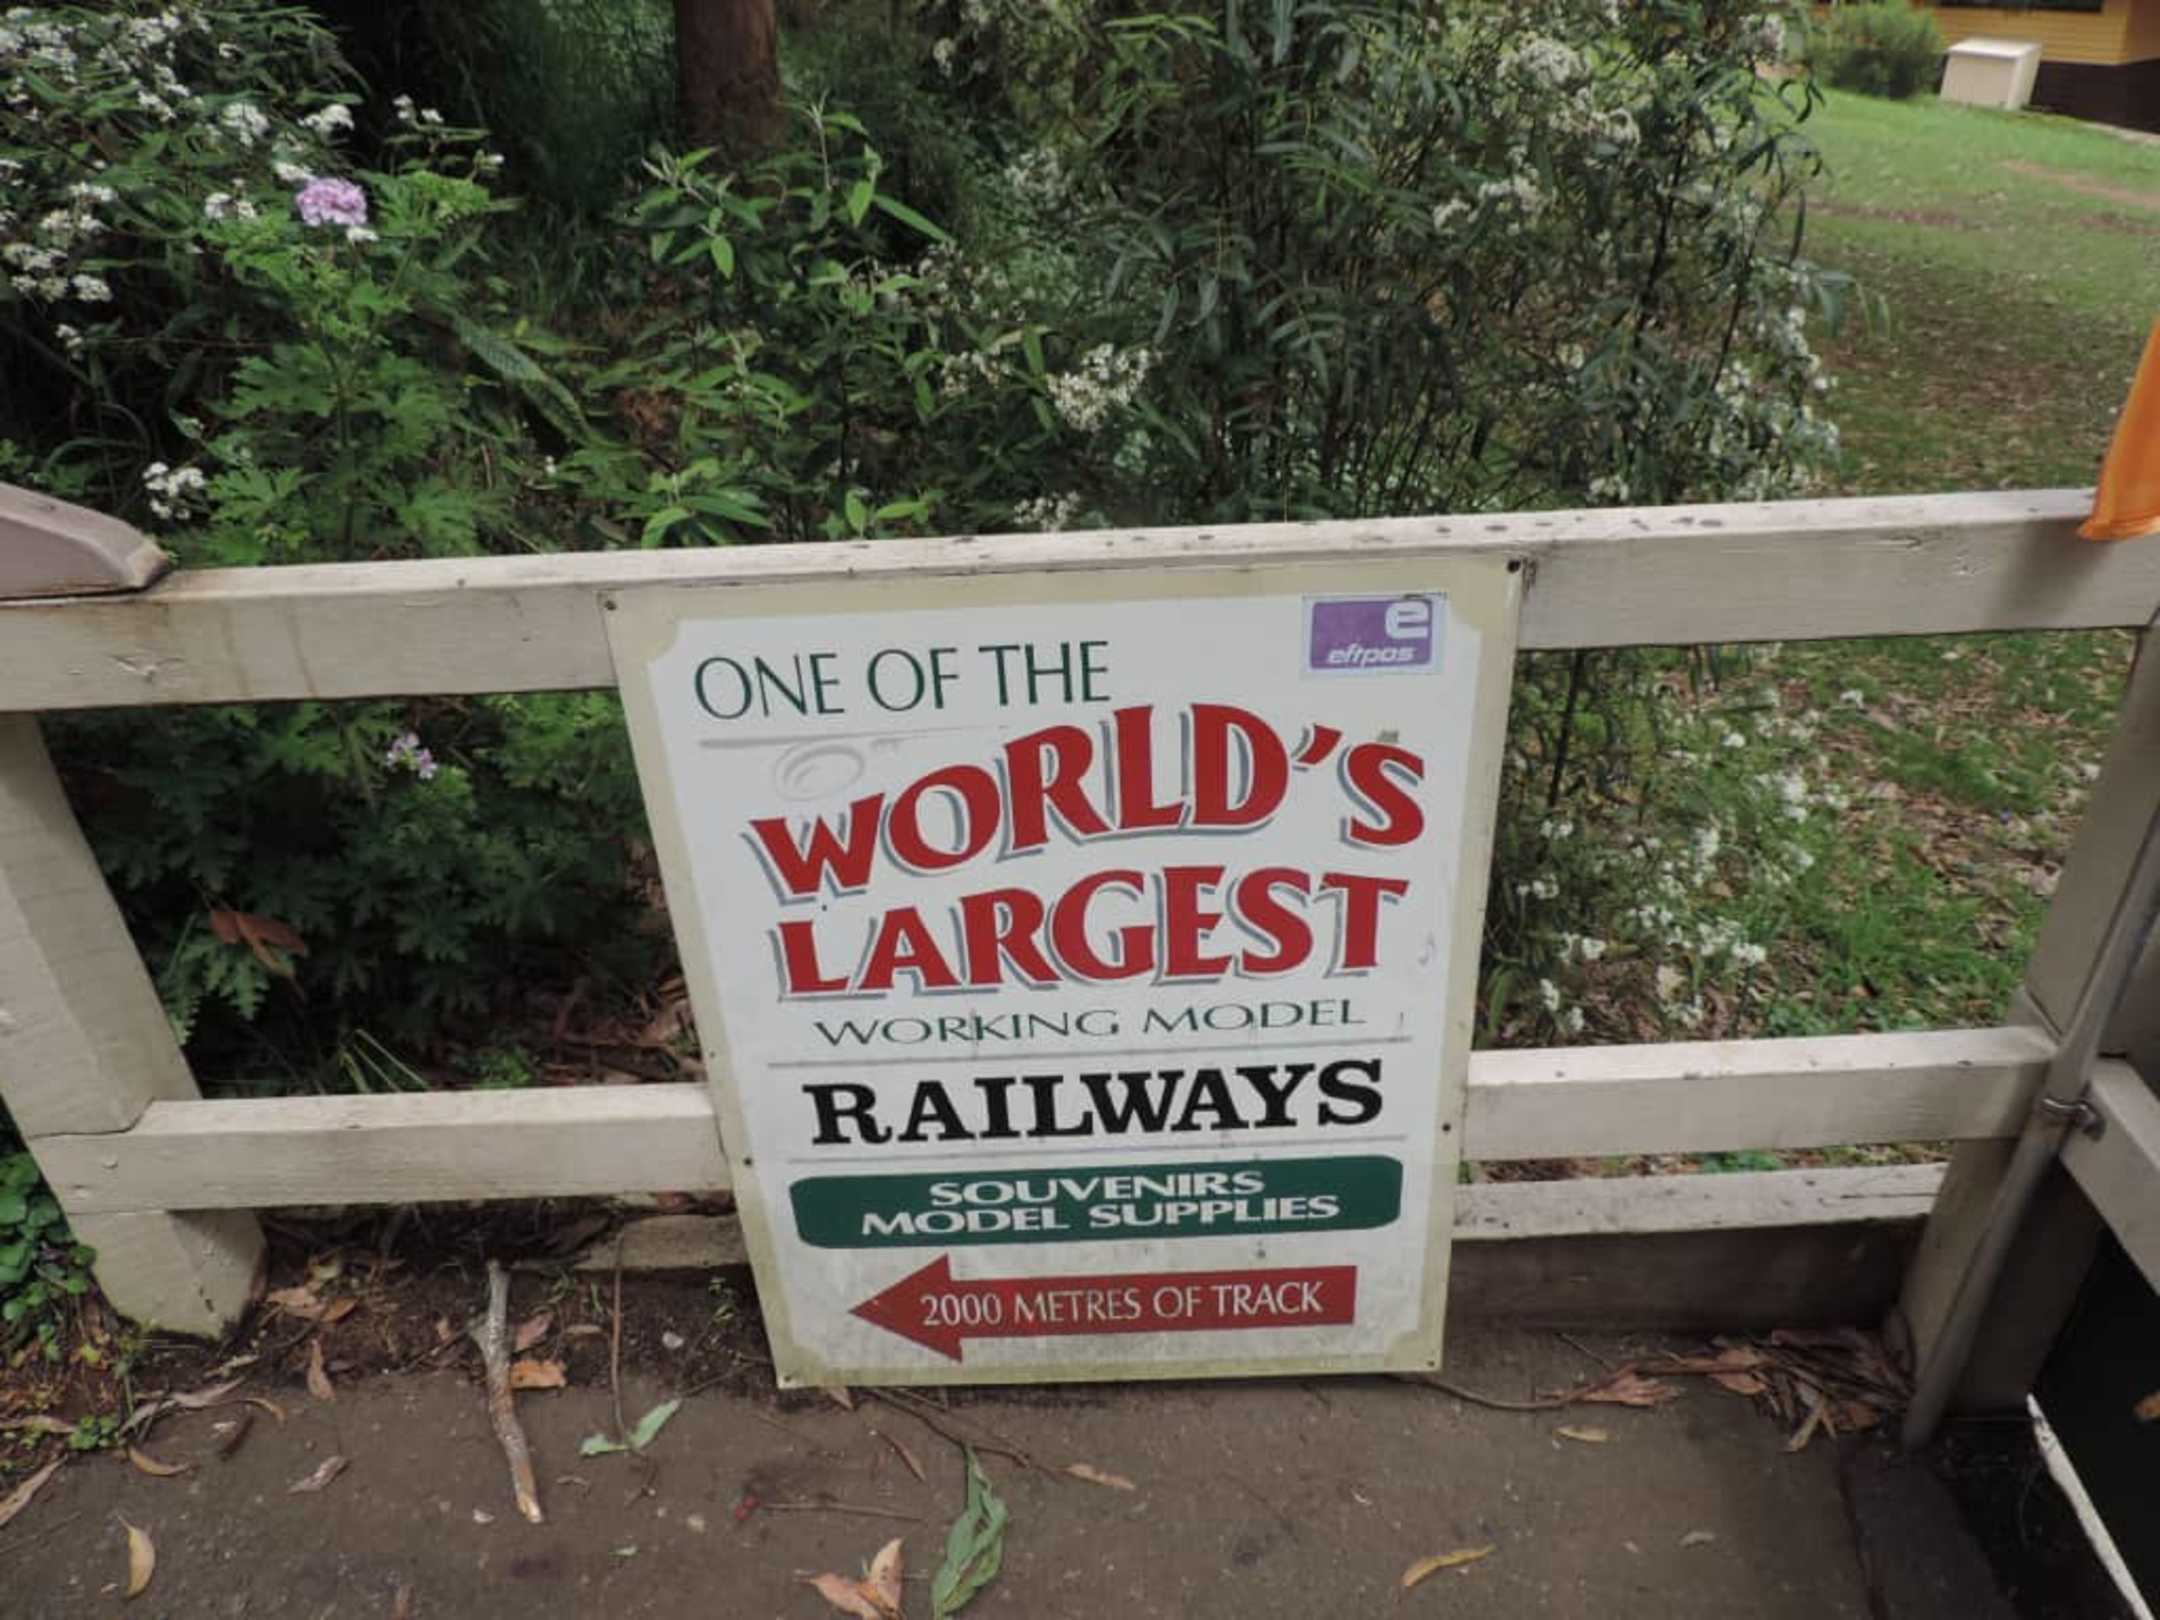 ONE OF THE
e
eftpos
WORLD'S
LARGEST
WORKING MODEL
RAILWAYS
SOUVENIRS
MODEL SUPPLIES
2000 METRES OF TRACK